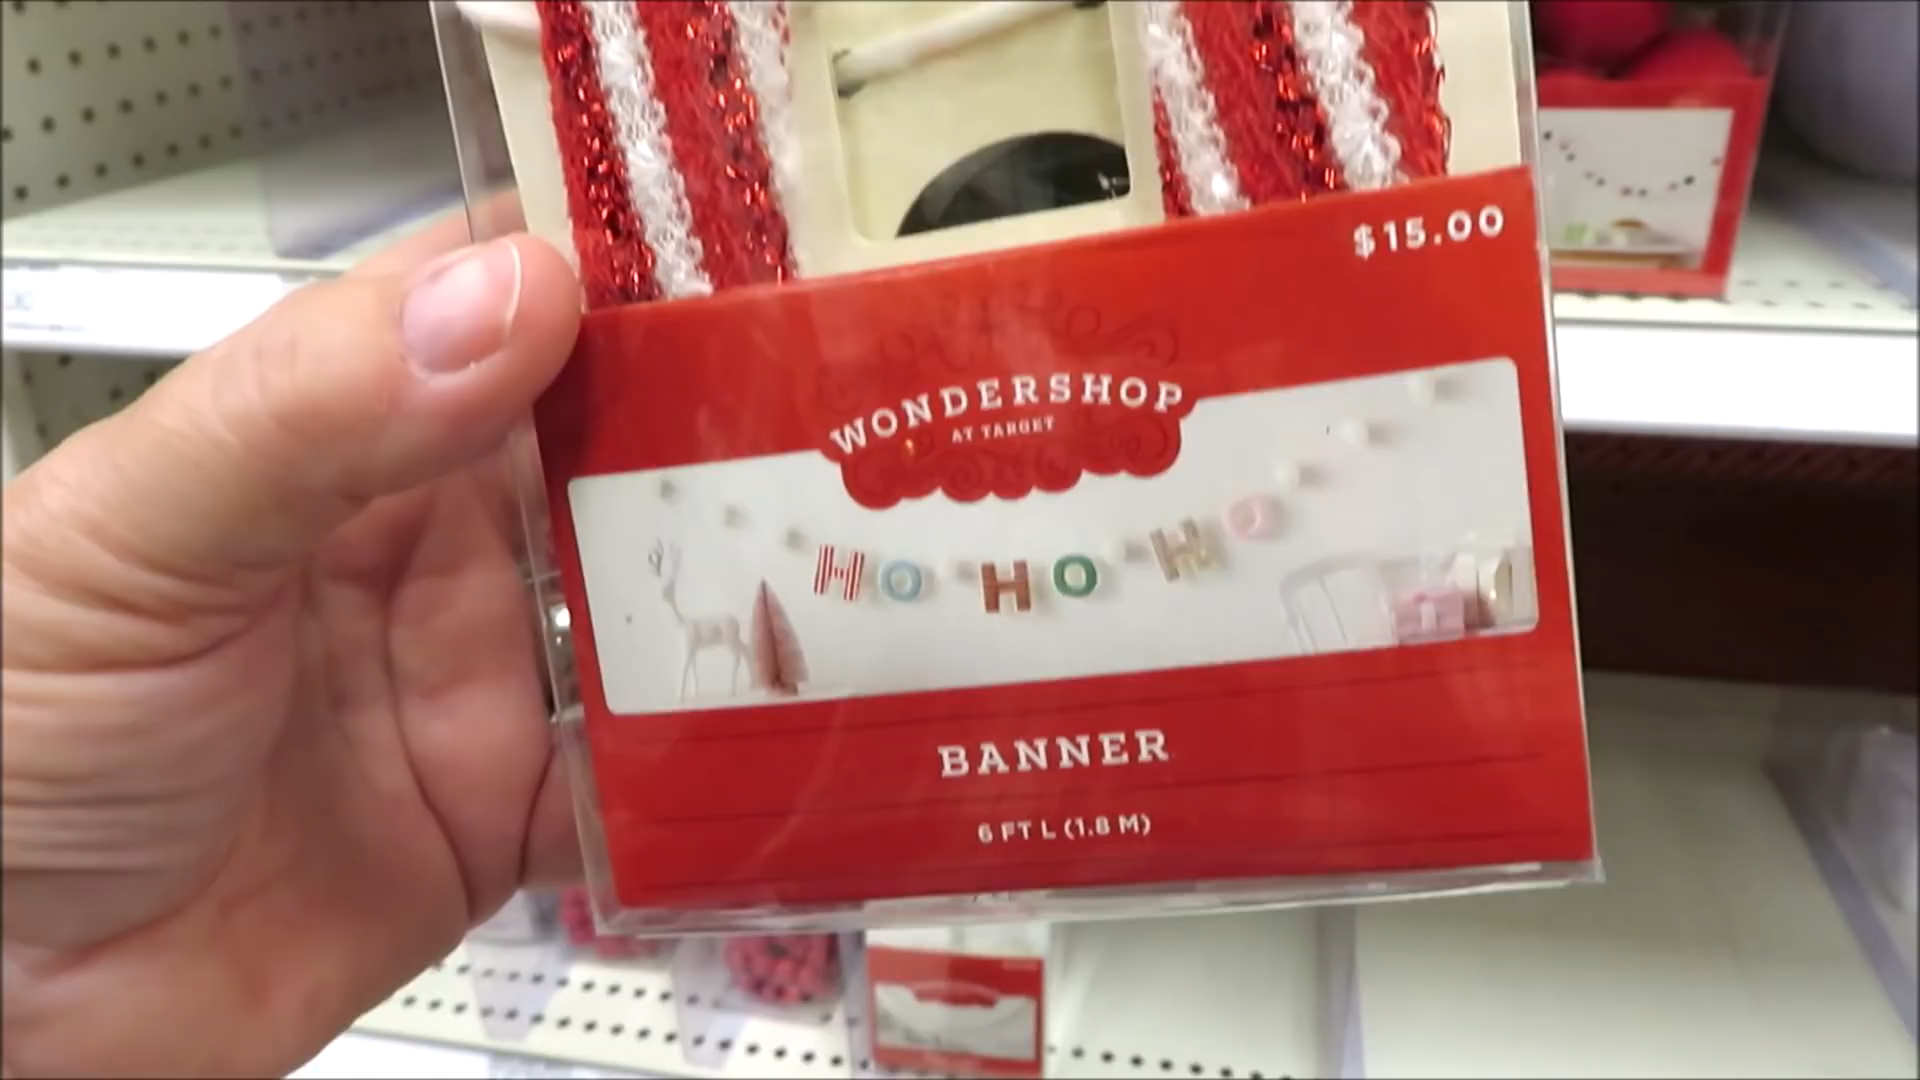 $15.00
WONDERSHOP
AT TARGET
HO HO HO
BANNER
6 FT L (1.8 M)